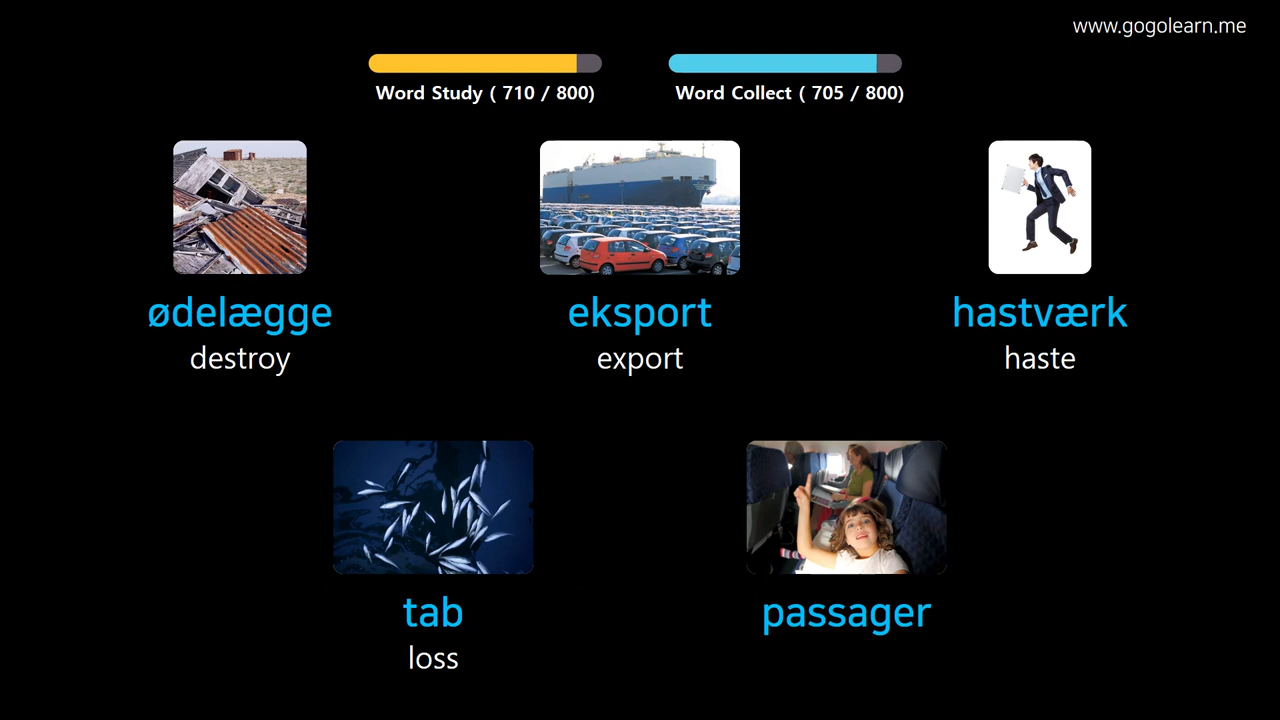 www.gogolearn.me
Word Study ( 710 / 800)
Word Collect ( 705 / 800)
ødelægge
destroy
eksport
export
hastværk
haste
tab
loss
passager